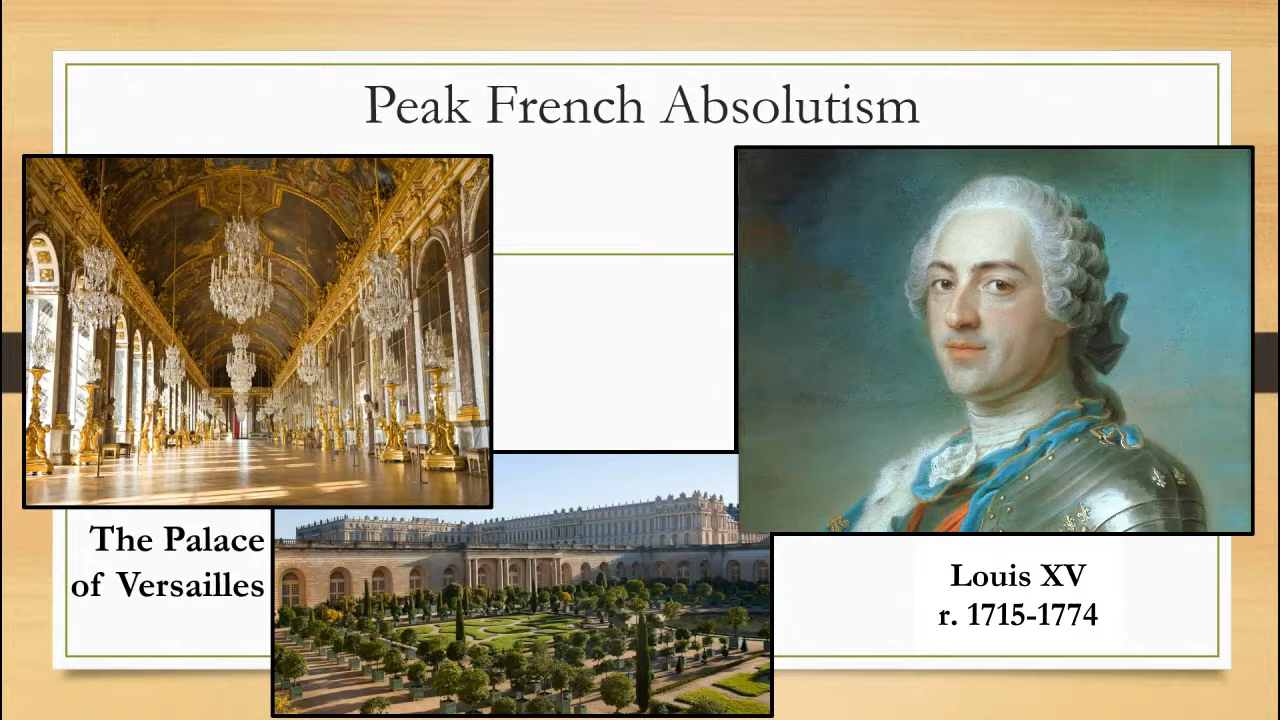 Peak French Absolutism
The Palace
of Versailles
Louis XV
r. 1715-1774